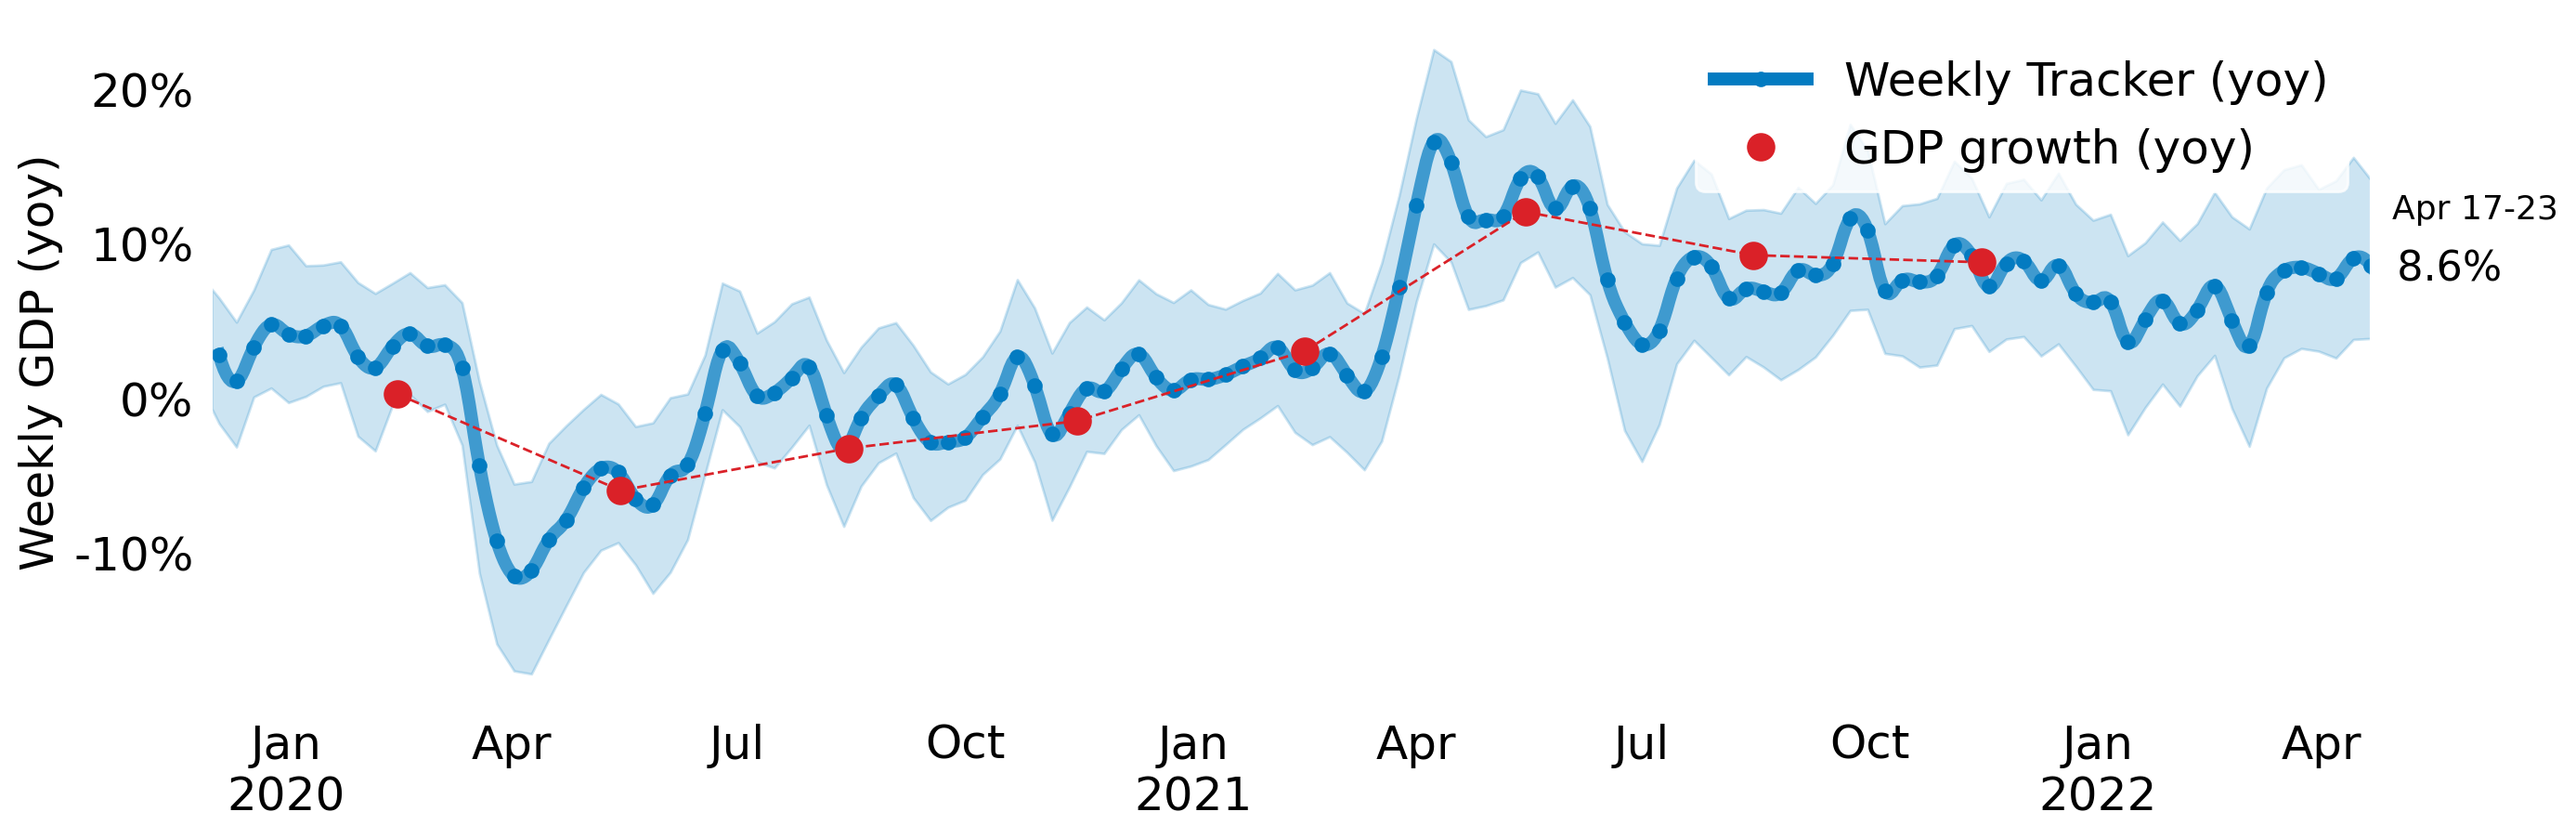 Weekly GDP (yoy)
20%
10%
0%
-10%
Weekly Tracker (yoy)
GDP growth (yoy)
Apr 17-23
8.6%
Jan Apr Jul Oct Jan Apr Jul Oct Jan Apr
2020 2021 2022